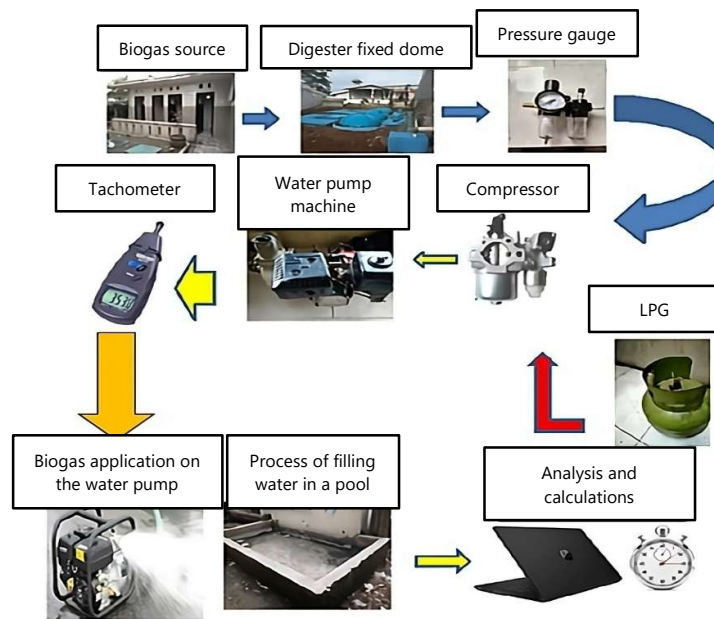 Biogas source
Digester fixed dome
Pressure gauge
Tachometer
Water pump
machine
Compressor
LPG
Biogas application on
the water pump
Process of filling
water in a pool
Analysis and
calculations